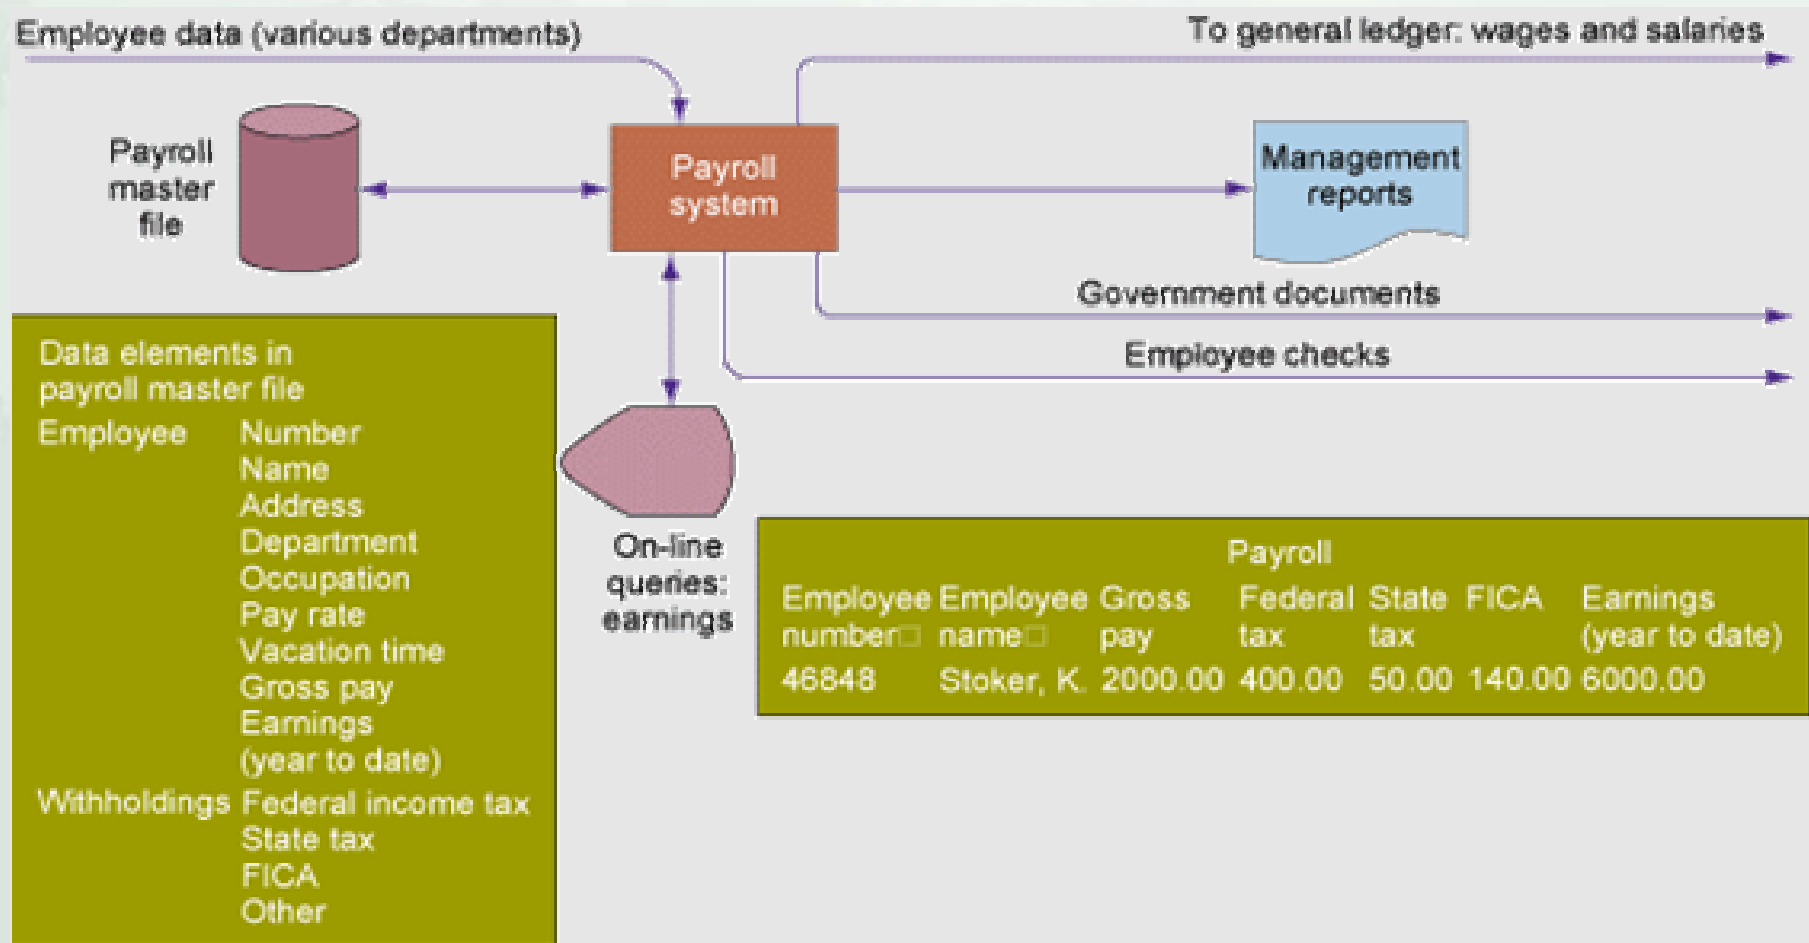 Employee data (various departments)
To general ledger: wages and salaries
Payroll
master
file
Payroll
system
Management
reports
Government documents
Employee checks
Data elements in
payroll master file
Employee Number
Name
Address
Department
Occupation
Pay rate
Vacation time
Gross pay
Earnings
(year to date)
Withholdings Federal income tax
State tax
FICA
Other
On-line
queries:
earnings
Payroll
Employee Employee Gross Federal State FICA Earnings
number□ name□ pay tax tax (year to date)
46848 Stoker, K. 2000.00 400.00 50.00 140.00 6000.00